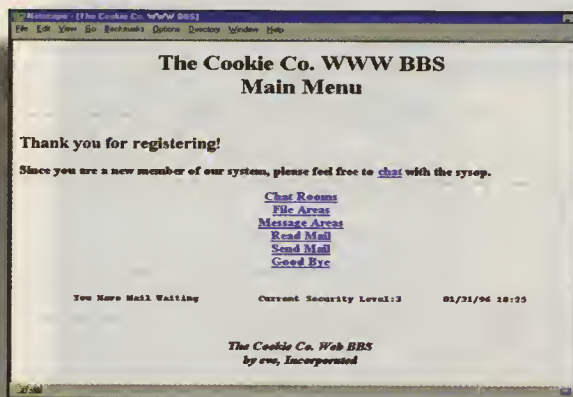 Netscape - [The Cookie Co. WWW BBS]
File Edit View Go Bookmarks Options Directory Window Help
The Cookie Co. WWW BBS
Main Menu
Thank you for registering!
Since you are a new member of our system, please feel free to chat with the sysop.
Chat Rooms
File Areas
Message Areas
Read Mail
Send Mail
Good Bye
You Have Mail Waiting Current Security Level:3 01/31/96 18:25
The Cookie Co. Web BBS
by eve, Incorporated